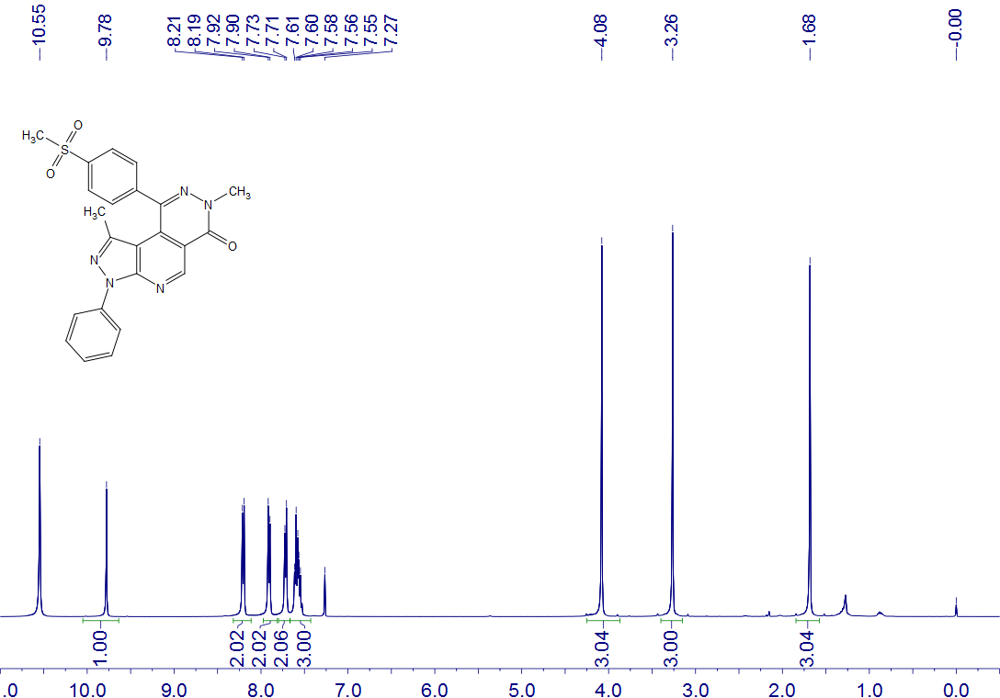 10.55
9.78
8.21
8.19
7.92
7.90
7.73
7.71
7.61
7.60
7.58
7.56
7.55
7.27
4.08
3.26
1.68
-0.00
O
H3C
S
O
N
CH3
N
H3C
O
N
N
N
1.00
2.02
2.02
2.06
3.00
3.04
3.00
3.04
.0 10.0 9.0 8.0 7.0 6.0 5.0 4.0 3.0 2.0 1.0 0.0